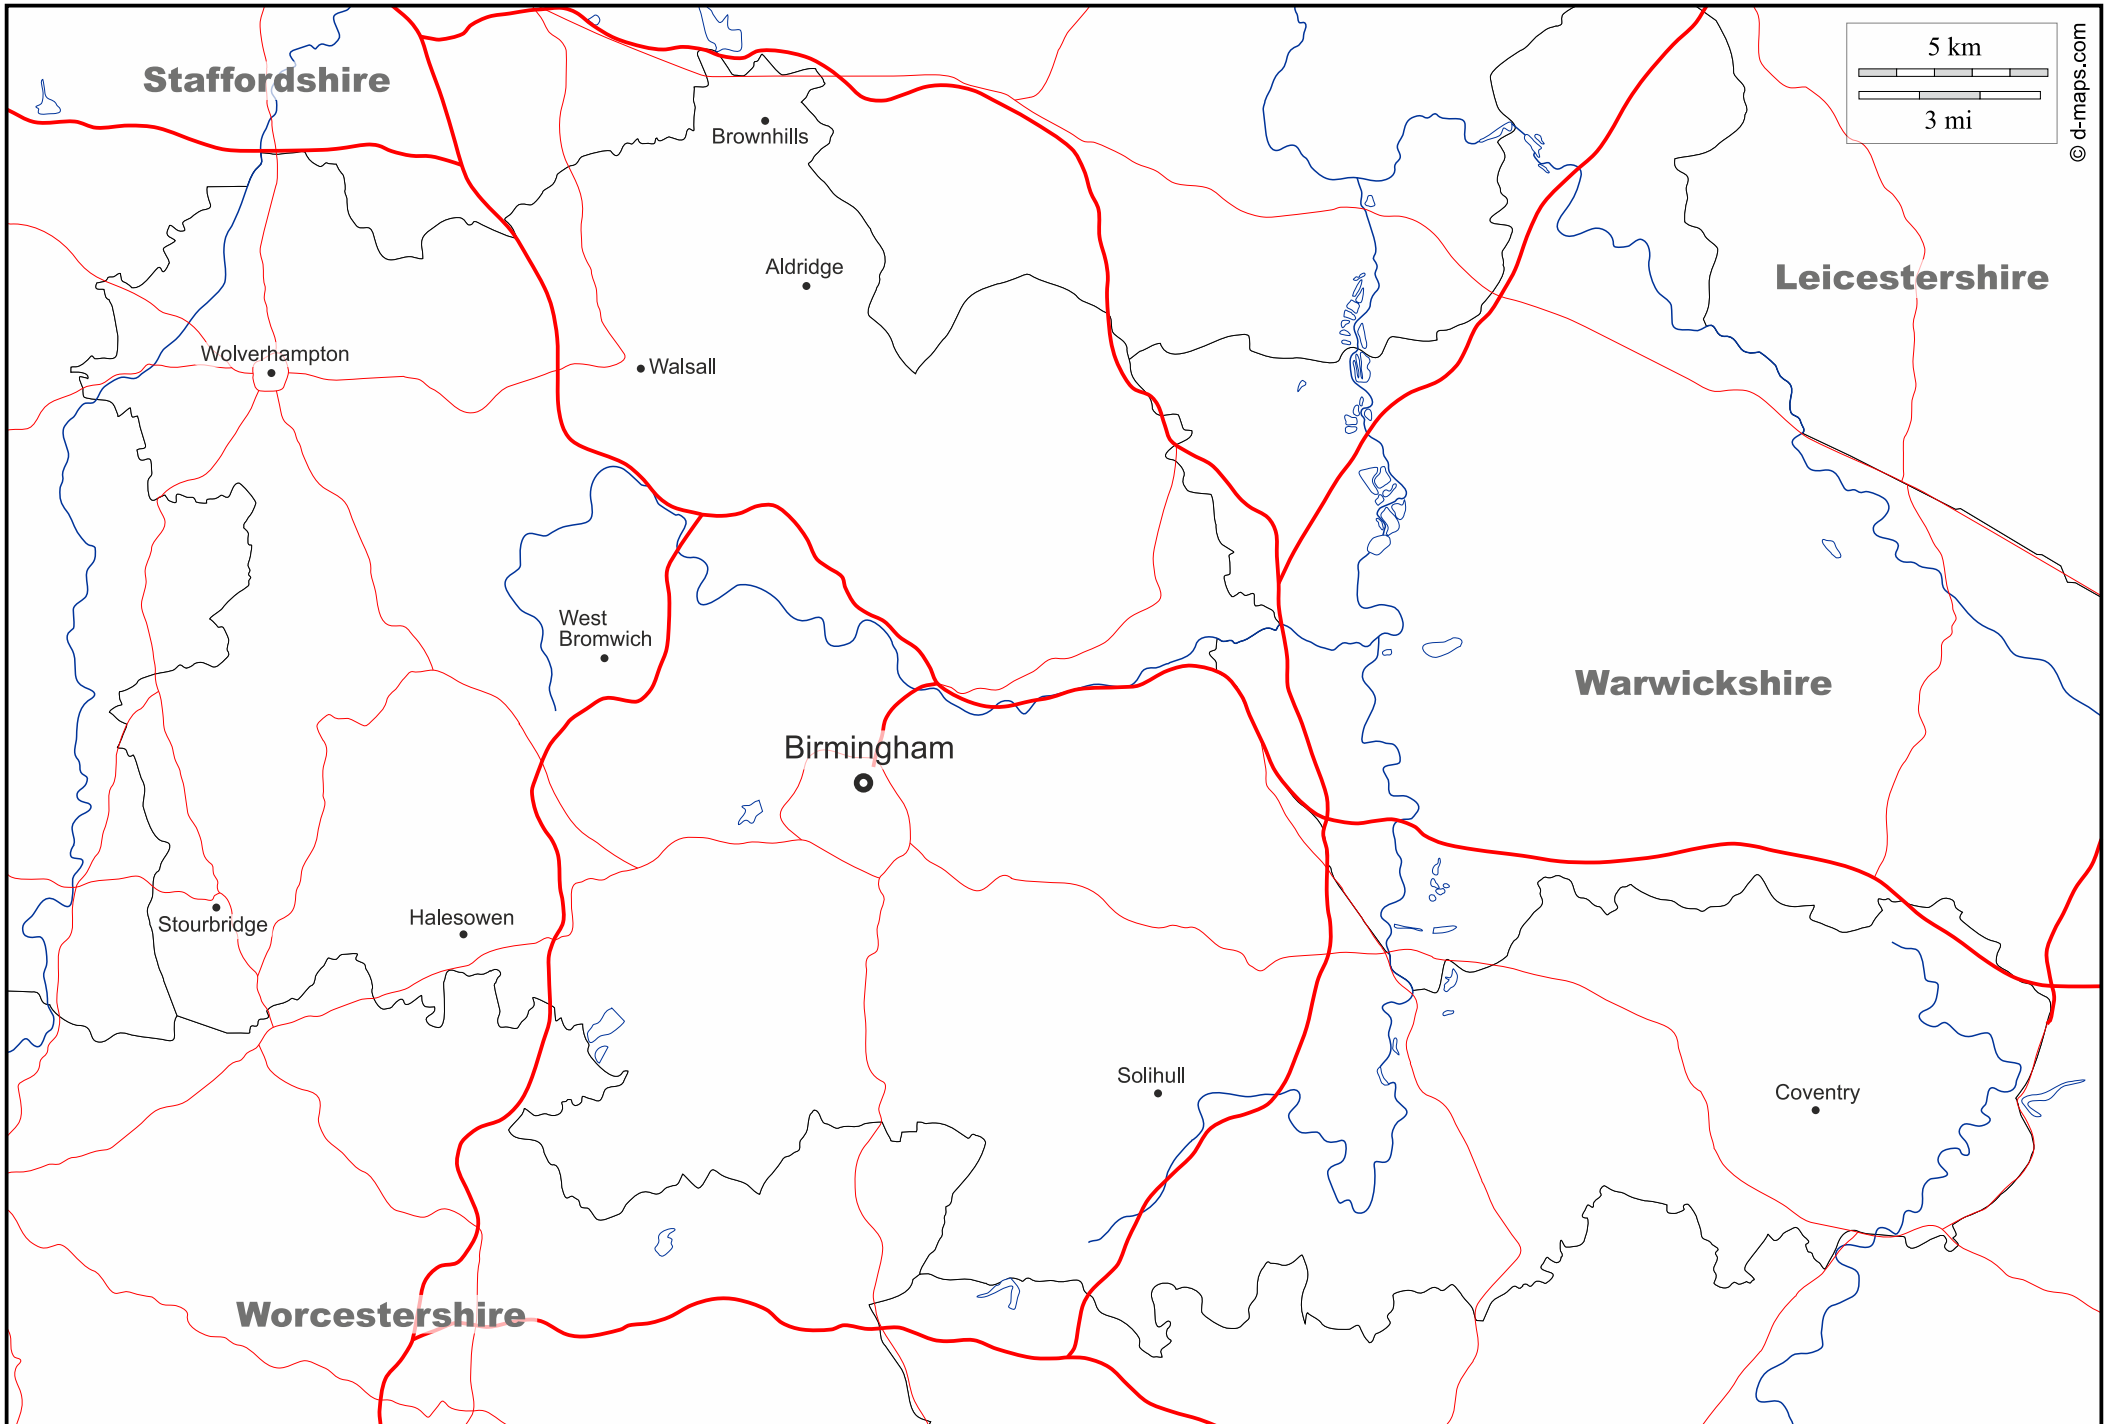 5 km
3 mi
© d-maps.com
Staffordshire
Brownhills
Aldridge
Leicestershire
Wolverhampton
Walsall
West
Bromwich
Warwickshire
Birmingham
Stourbridge
Halesowen
Solihull
Coventry
Worcestershire